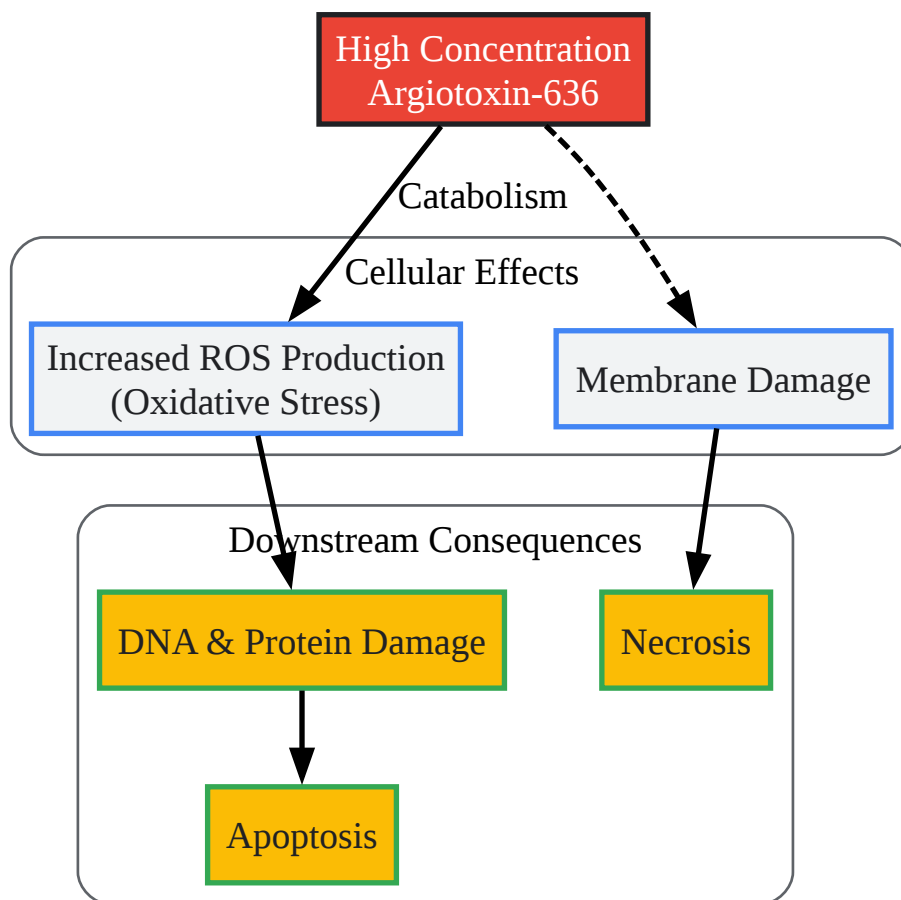 High Concentration
Argiotoxin-636
Catabolism
Cellular Effects
Increased ROS Production
(Oxidative Stress)
Membrane Damage
Downstream Consequences
DNA & Protein Damage
Necrosis
Apoptosis